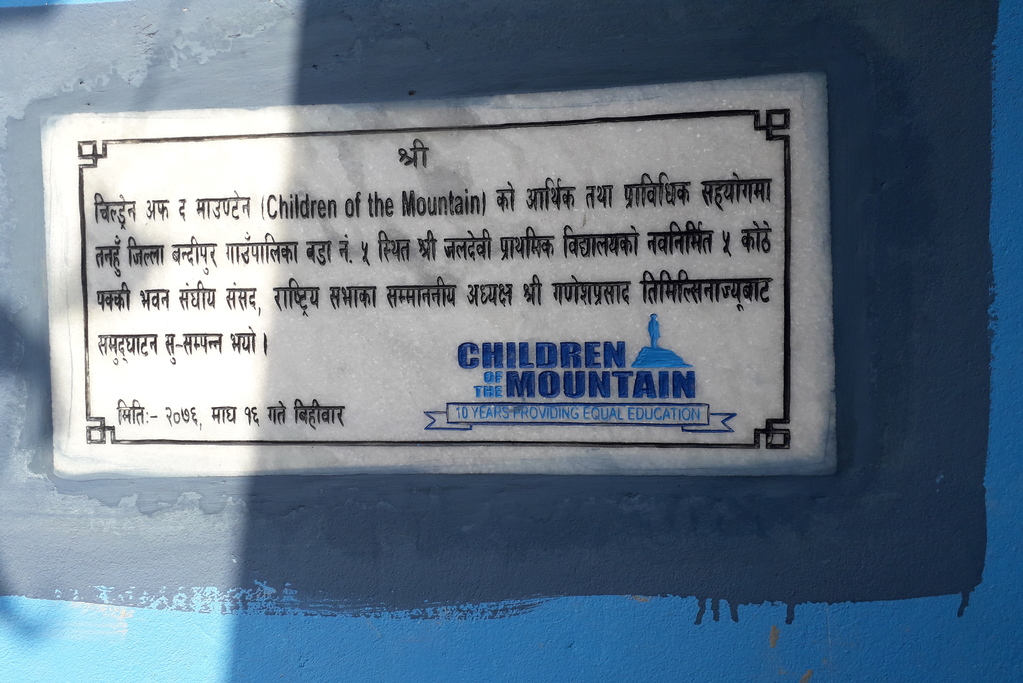 श्री
चिल्ड्रेन अफ द माउण्टेन (Children of the Mountain) को आर्थिक तथा प्राविधिक सहयोगमा
तनहुँ जिल्ला बन्दीपुर गाउँपालिका वडा नं. ५ स्थित श्री जलदेवी प्राथमिक विद्यालयको नवनिर्मित ५ कोठे
पक्की भवन संघीय संसद, राष्ट्रिय सभाका सम्माननीय अध्यक्ष श्री गणेशप्रसाद तिमिल्सिनाज्यूबाट
समुद्घाटन सु-सम्पन्न भयो ।
CHILDREN
OF THE MOUNTAIN
10 YEARS PROVIDING EQUAL EDUCATION
मिति:- २०७६, माघ १६ गते बिहीवार